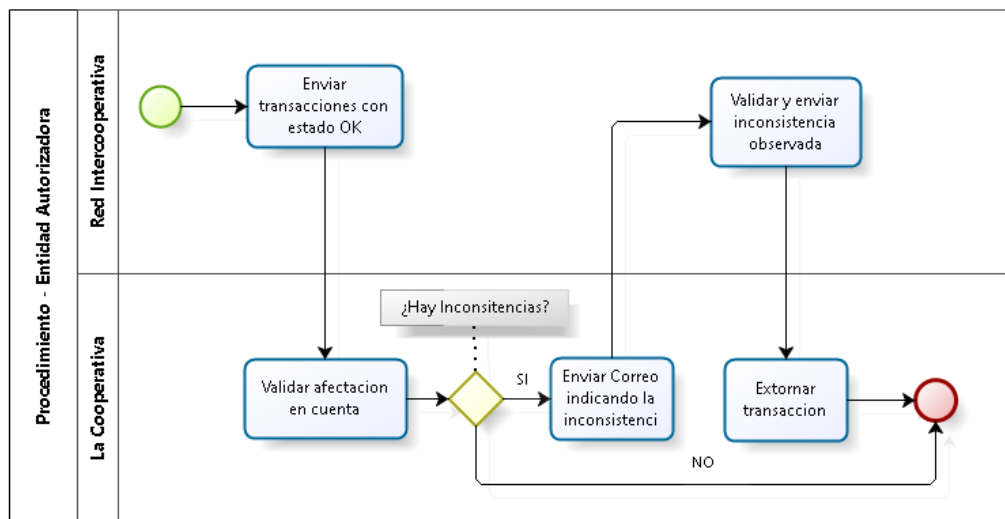 Procedimiento - Entidad Autorizadora
Red Intercooperativa
Enviar
transacciones con
estado OK
Validar y enviar
inconsistencia
observada
La Cooperativa
¿Hay Inconsitencias?
Validar afectacion
en cuenta
SI
Enviar Correo
indicando la
inconsistenci
Extornar
transaccion
NO